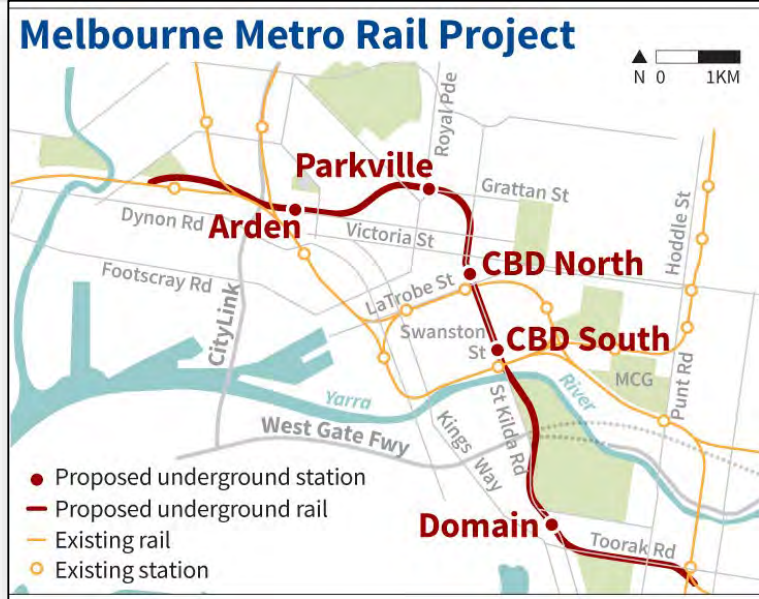 Melbourne Metro Rail Project
N 0 1KM
Royal Pde
Parkville
Grattan St
Hoddle St
Arden
Dynon Rd
Victoria St
CBD North
Footscray Rd
LaTrobe St
CityLink
Swanston
St
CBD South
MCG
Punt Rd
Yarra
River
West Gate Fwy
Kings Way
St Kilda Rd
Domain
Toorak Rd
Proposed underground station
Proposed underground rail
Existing rail
Existing station